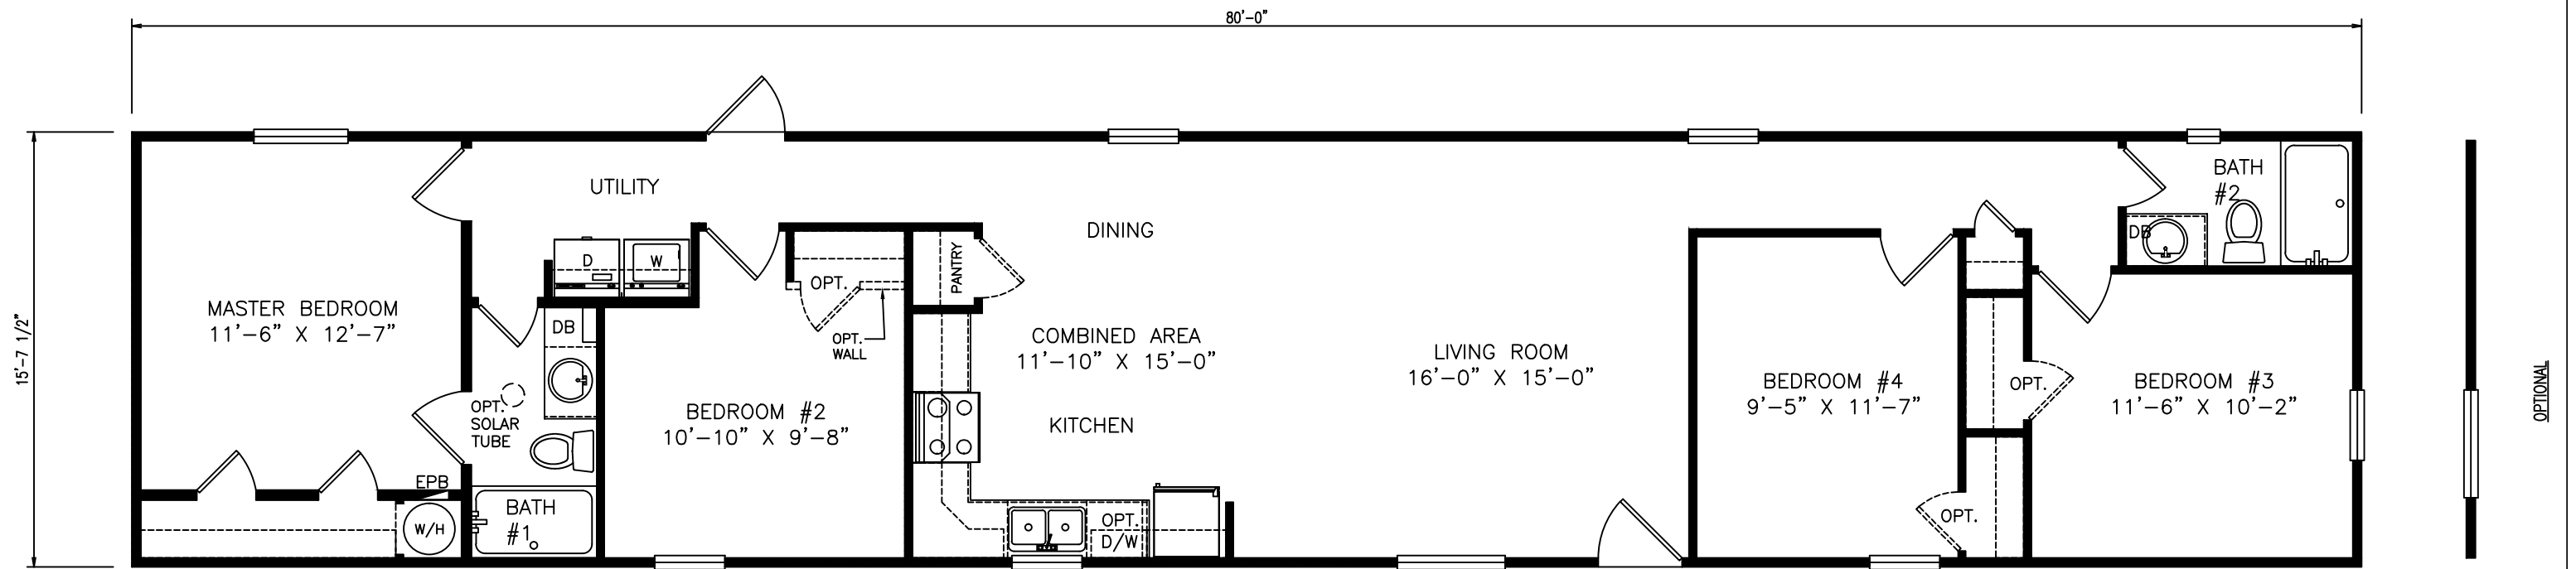 80'-0"
15'-7 1/2"
MASTER BEDROOM
11'-6" X 12'-7"
UTILITY
D
W
DB
OPT.
SOLAR
TUBE
EPB
W/H
BATH
#1
BEDROOM #2
10'-10" X 9'-8"
OPT.
OPT.
WALL
PANTRY
DINING
COMBINED AREA
11'-10" X 15'-0"
KITCHEN
OPT.
D/W
LIVING ROOM
16'-0" X 15'-0"
BEDROOM #4
9'-5" X 11'-7"
OPT.
OPT.
BATH
#2
DB
BEDROOM #3
11'-6" X 10'-2"
OPTIONAL